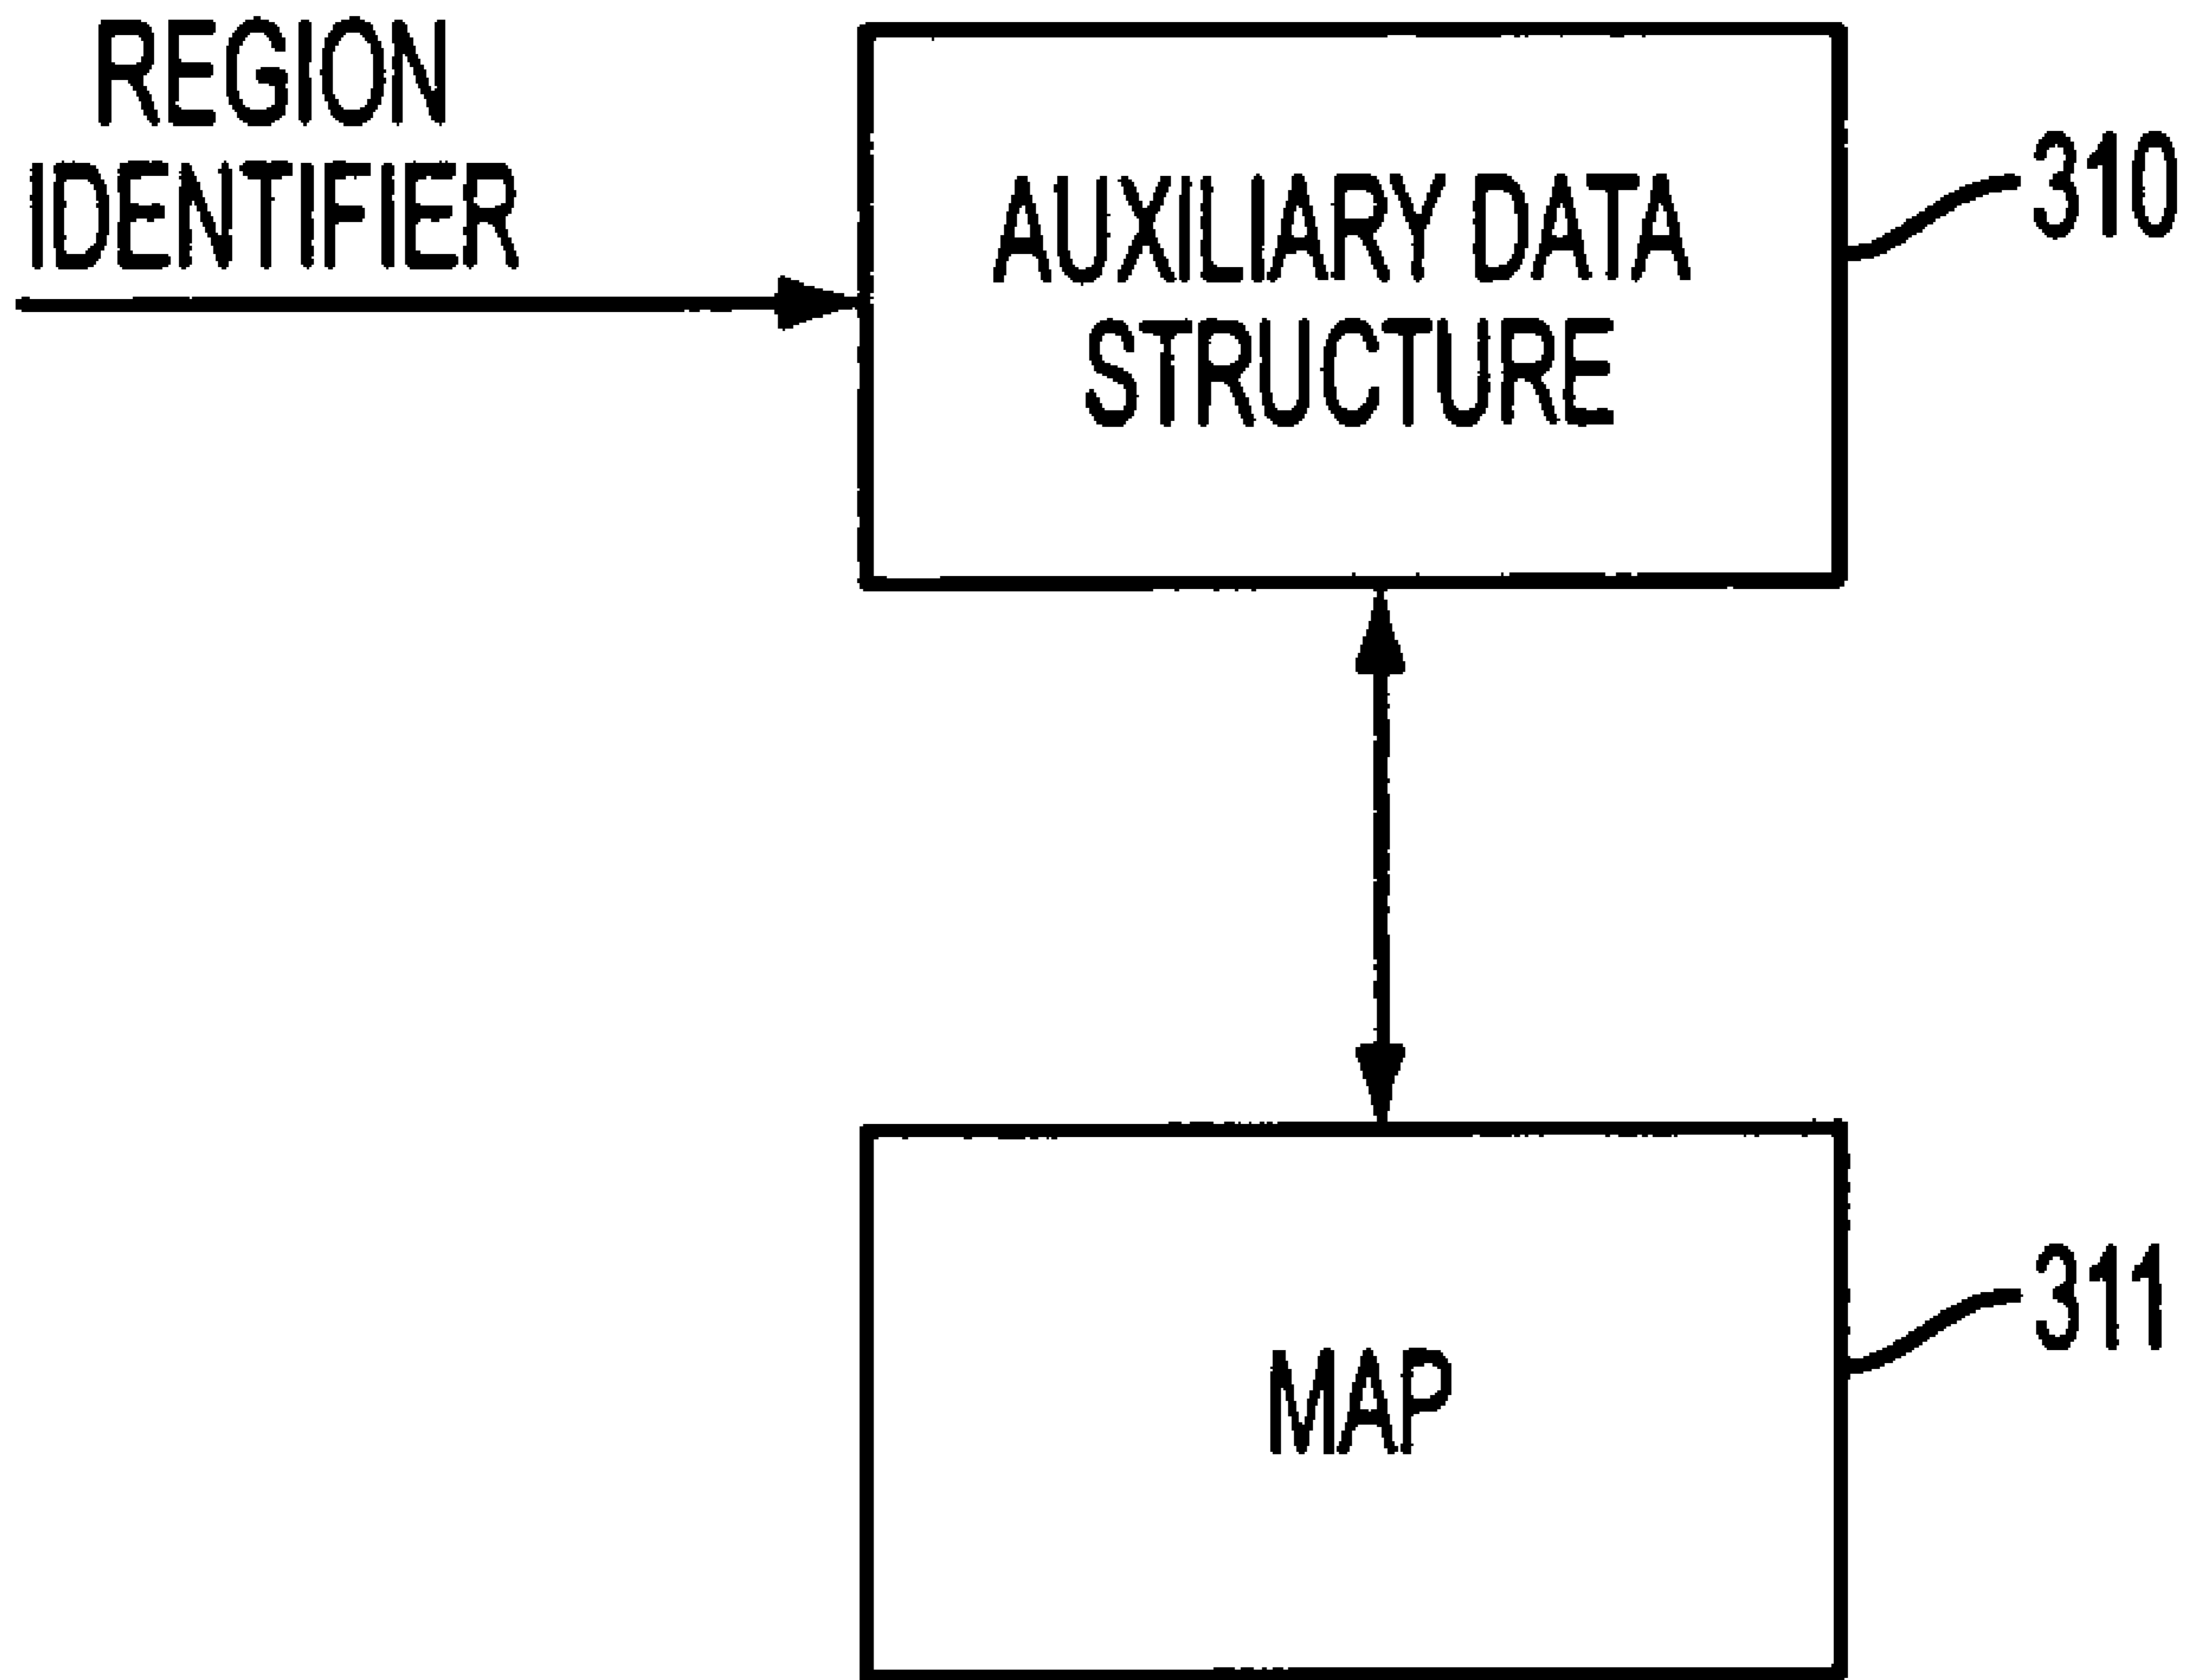 REGION
IDENTIFIER
AUXILIARY DATA
STRUCTURE
310
MAP
311